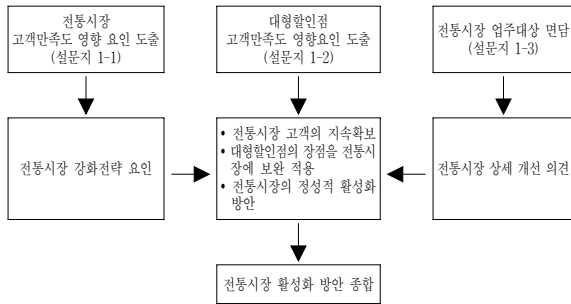 전통시장
고객만족도 영향 요인 도출
(설문지 1-1)
대형할인점
고객만족도 영향요인 도출
(설문지 1-2)
전통시장 업주대상 면담
(설문지 1-3)
전통시장 강화전략 요인
• 전통시장 고객의 지속확보
• 대형할인점의 장점을 전통시
장에 보완 적용
• 전통시장의 정성적 활성화
방안
전통시장 상세 개선 의견
전통시장 활성화 방안 종합